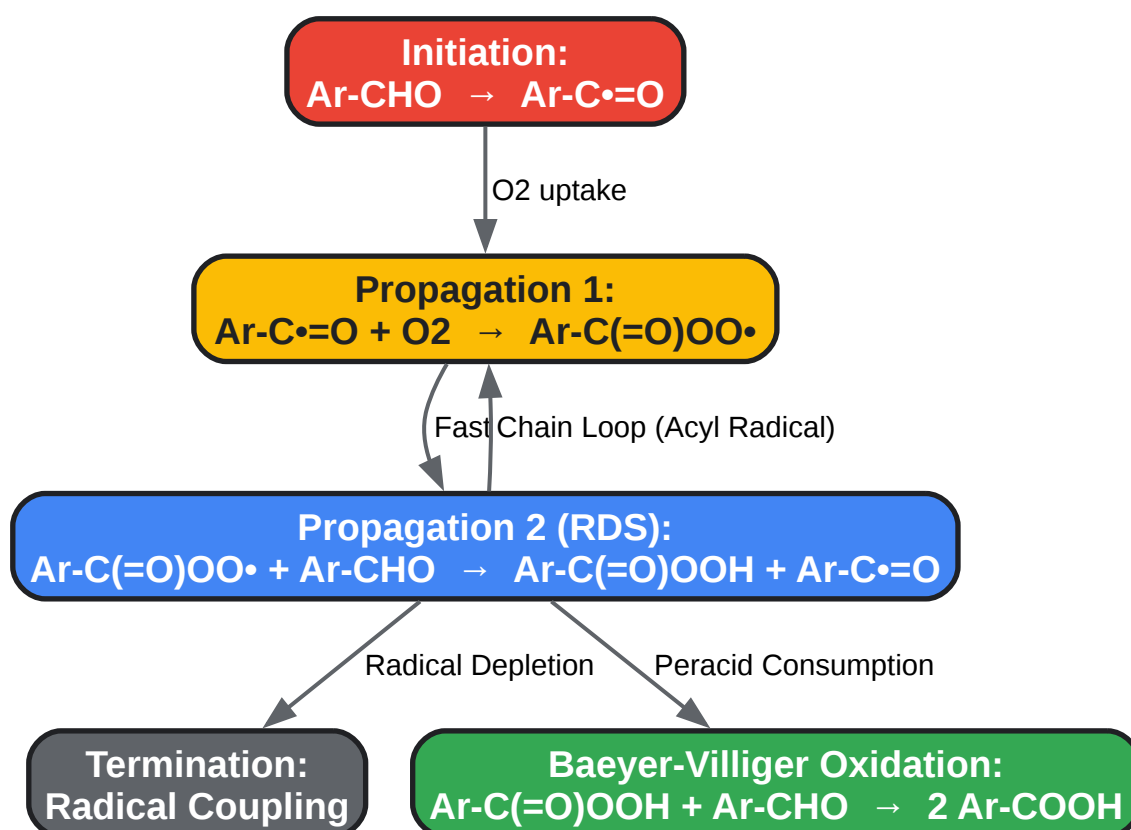 Initiation:
Ar-CHO → Ar-C•=O
O2 uptake
Propagation 1:
Ar-C•=O + O2 → Ar-C(=O)OO•
Fast Chain Loop (Acyl Radical)
Propagation 2 (RDS):
Ar-C(=O)OO• + Ar-CHO → Ar-C(=O)OOH + Ar-C•=O
Radical Depletion
Peracid Consumption
Termination:
Radical Coupling
Baeyer-Villiger Oxidation:
Ar-C(=O)OOH + Ar-CHO → 2 Ar-COOH